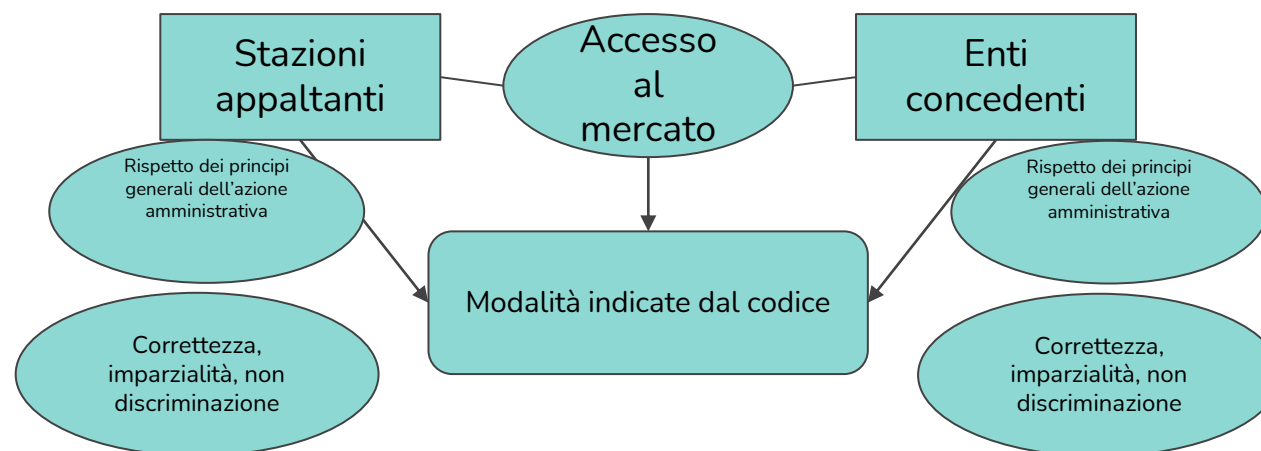 Stazioni
appaltanti
Accesso
al
mercato
Enti
concedenti
Rispetto dei principi
generali dell’azione
amministrativa
Rispetto dei principi
generali dell’azione
amministrativa
Modalità indicate dal codice
Correttezza,
imparzialità, non
discriminazione
Correttezza,
imparzialità, non
discriminazione